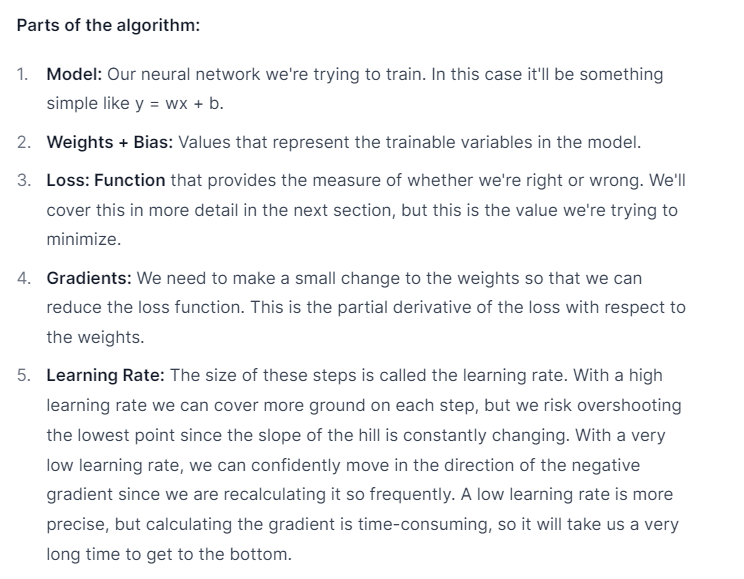 Parts of the algorithm:
1. Model: Our neural network we're trying to train. In this case it'll be something
simple like y = wx + b.
2. Weights + Bias: Values that represent the trainable variables in the model.
3. Loss: Function that provides the measure of whether we're right or wrong. We'll
cover this in more detail in the next section, but this is the value we're trying to
minimize.
4. Gradients: We need to make a small change to the weights so that we can
reduce the loss function. This is the partial derivative of the loss with respect to
the weights.
5. Learning Rate: The size of these steps is called the learning rate. With a high
learning rate we can cover more ground on each step, but we risk overshooting
the lowest point since the slope of the hill is constantly changing. With a very
low learning rate, we can confidently move in the direction of the negative
gradient since we are recalculating it so frequently. A low learning rate is more
precise, but calculating the gradient is time-consuming, so it will take us a very
long time to get to the bottom.